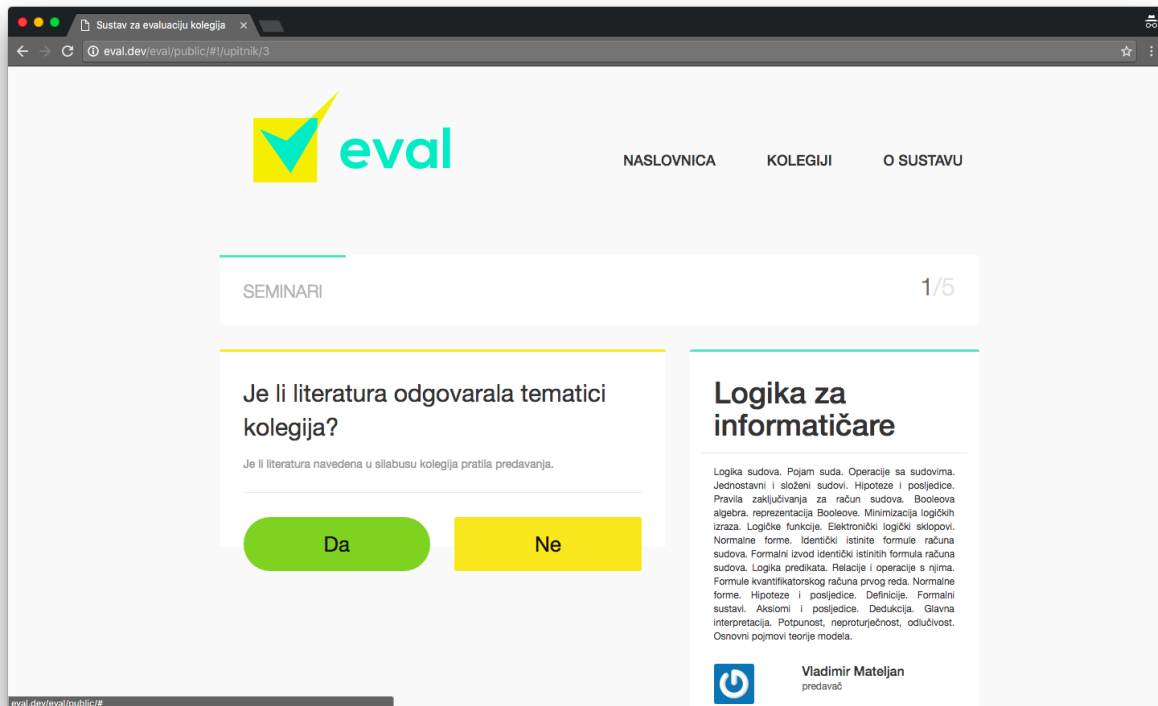 Sustav za evaluaciju kolegija
eval.dev/eval/public/#!/upitnik/3
eval
NASLOVNICA KOLEGIJI O SUSTAVU
SEMINARI 1/5
Je li literatura odgovarala tematici
kolegija?
Je li literatura navedena u silabusu kolegija pratila predavanja.
Da Ne
Logika za
informatičare
Logika sudova. Pojam suda. Operacije sa sudovima.
Jednostavni i složeni sudovi. Hipoteze i posljedice.
Pravila zaključivanja za račun sudova. Booleova
algebra. reprezentacija Booleove. Minimizacija logičkih
izraza. Logičke funkcije. Elektronički logički sklopovi.
Normalne forme. Identički istinite formule računa
sudova. Formalni izvod identički istinitih formula računa
sudova. Logika predikata. Relacije i operacije s njima.
Formule kvantifikatorskog računa prvog reda. Normalne
forme. Hipoteze i posljedice. Definicije. Formalni
sustavi. Aksiomi i posljedice. Dedukcija. Glavna
interpretacija. Potpunost, neproturječnost, odlučivost.
Osnovni pojmovi teorije modela.
Vladimir Mateljan
predavač
eval.dev/eval/public/#